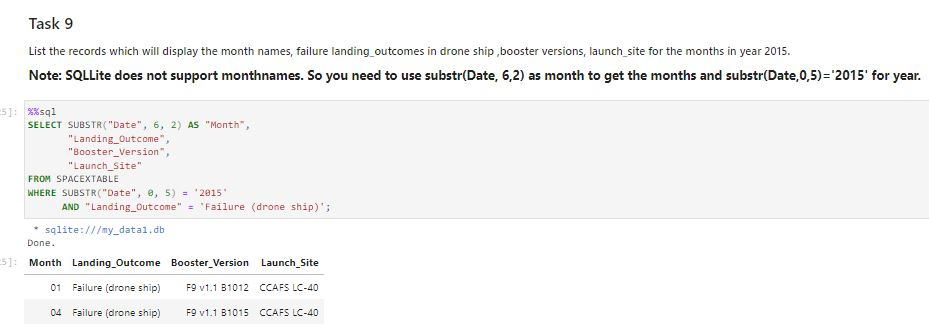 Task 9
List the records which will display the month names, failure landing_outcomes in drone ship ,booster versions, launch_site for the months in year 2015.
Note: SQLLite does not support monthnames. So you need to use substr(Date, 6,2) as month to get the months and substr(Date,0,5)='2015' for year.
5]: %%sql
SELECT SUBSTR("Date", 6, 2) AS "Month",
"Landing_Outcome",
"Booster_Version",
"Launch_Site"
FROM SPACEXTABLE
WHERE SUBSTR("Date", 0, 5) = '2015'
AND "Landing_Outcome" = 'Failure (drone ship)';
* sqlite:///my_data1.db
Done.
5]: Month Landing_Outcome Booster_Version Launch_Site
01 Failure (drone ship) F9 v1.1 B1012 CCAFS LC-40
04 Failure (drone ship) F9 v1.1 B1015 CCAFS LC-40